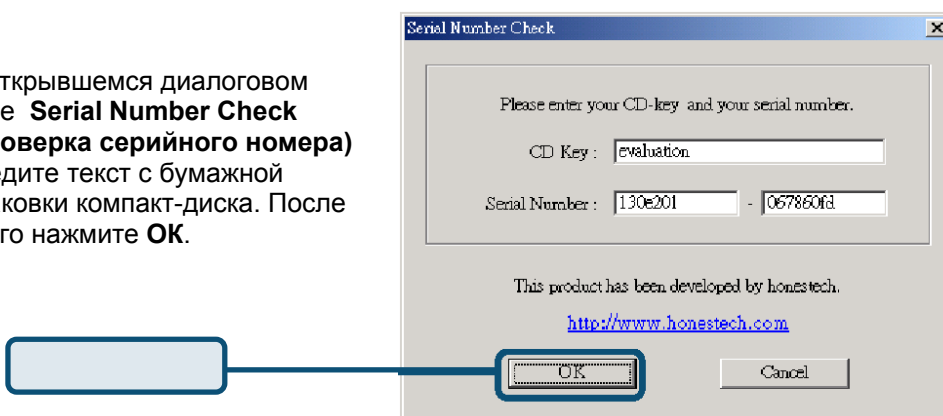 ткрывшемся диалоговом
е Serial Number Check
оверка серийного номера)
едите текст с бумажной
ковки компакт-диска. После
го нажмите ОК.
Serial Number Check
Please enter your CD-key and your serial number.
CD Key : evaluation
Serial Number : 130e201 - 067860fd
This product has been developed by honestech.
http://www.honestech.com
OK Cancel